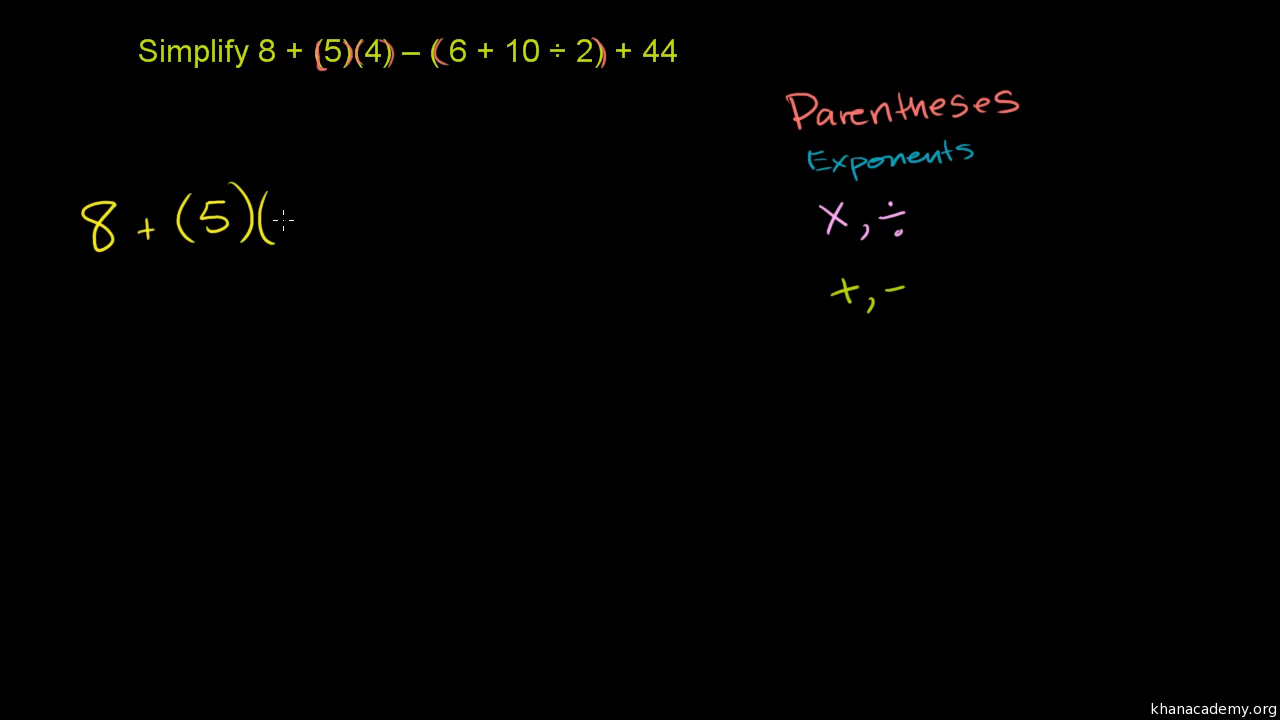 Simplify 8 + (5)(4) – ( 6 + 10 ÷ 2) + 44
Parentheses
Exponents
8 + (5)(
×, ÷
+, -
khanacademy.org